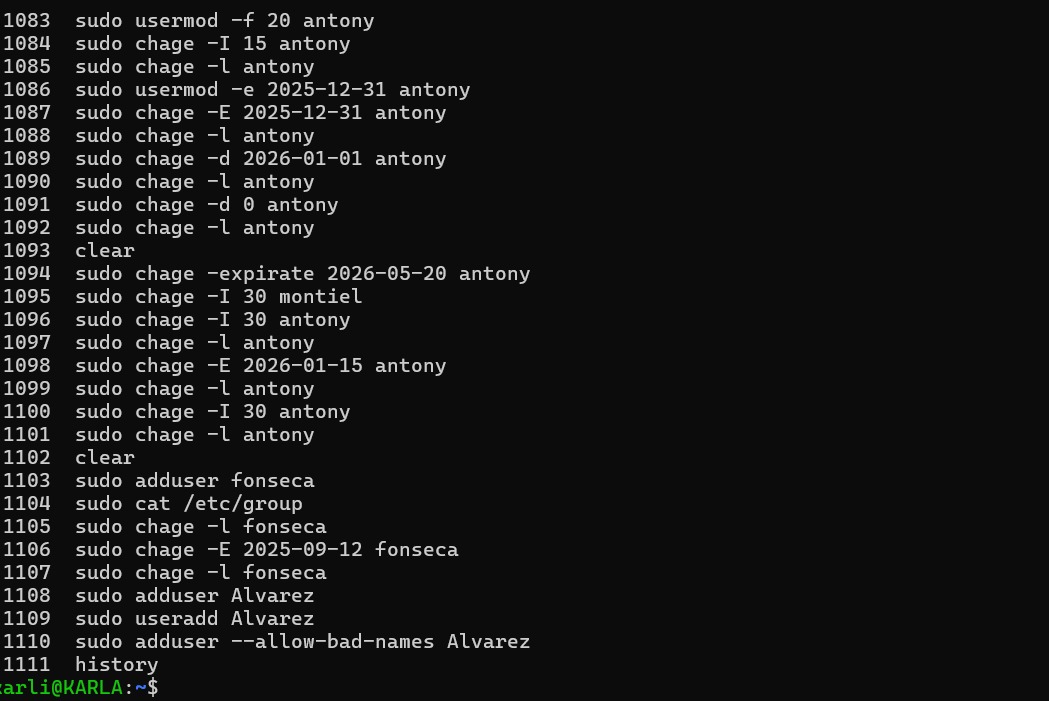 1083  sudo usermod -f 20 antony
1084  sudo chage -I 15 antony
1085  sudo chage -l antony
1086  sudo usermod -e 2025-12-31 antony
1087  sudo chage -E 2025-12-31 antony
1088  sudo chage -l antony
1089  sudo chage -d 2026-01-01 antony
1090  sudo chage -l antony
1091  sudo chage -d 0 antony
1092  sudo chage -l antony
1093  clear
1094  sudo chage -expirate 2026-05-20 antony
1095  sudo chage -I 30 montiel
1096  sudo chage -I 30 antony
1097  sudo chage -l antony
1098  sudo chage -E 2026-01-15 antony
1099  sudo chage -l antony
1100  sudo chage -I 30 antony
1101  sudo chage -l antony
1102  clear
1103  sudo adduser fonseca
1104  sudo cat /etc/group
1105  sudo chage -l fonseca
1106  sudo chage -E 2025-09-12 fonseca
1107  sudo chage -l fonseca
1108  sudo adduser Alvarez
1109  sudo useradd Alvarez
1110  sudo adduser --allow-bad-names Alvarez
1111  history
karli@KARLA:~$